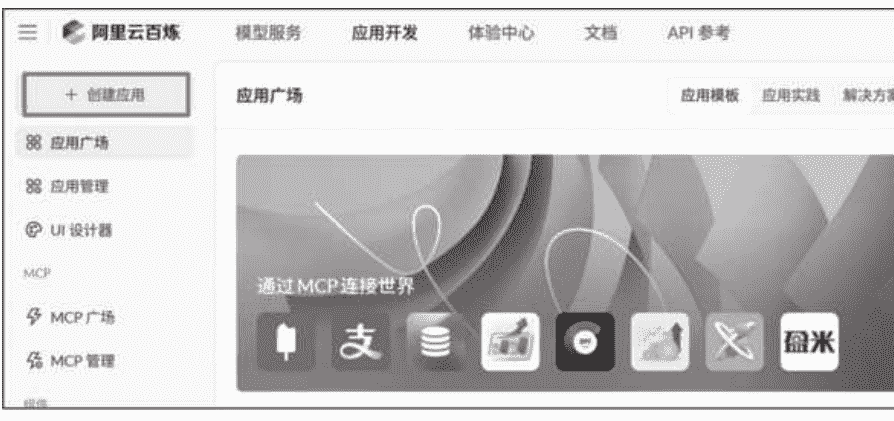 阿里云百炼 模型服务 应用开发 体验中心 文档 API 参考
+ 创建应用
应用广场
应用管理
UI 设计器
MCP
MCP 广场
MCP 管理
组件
应用广场 应用模板 应用实践 解决方案
通过MCP连接世界
支
碰米